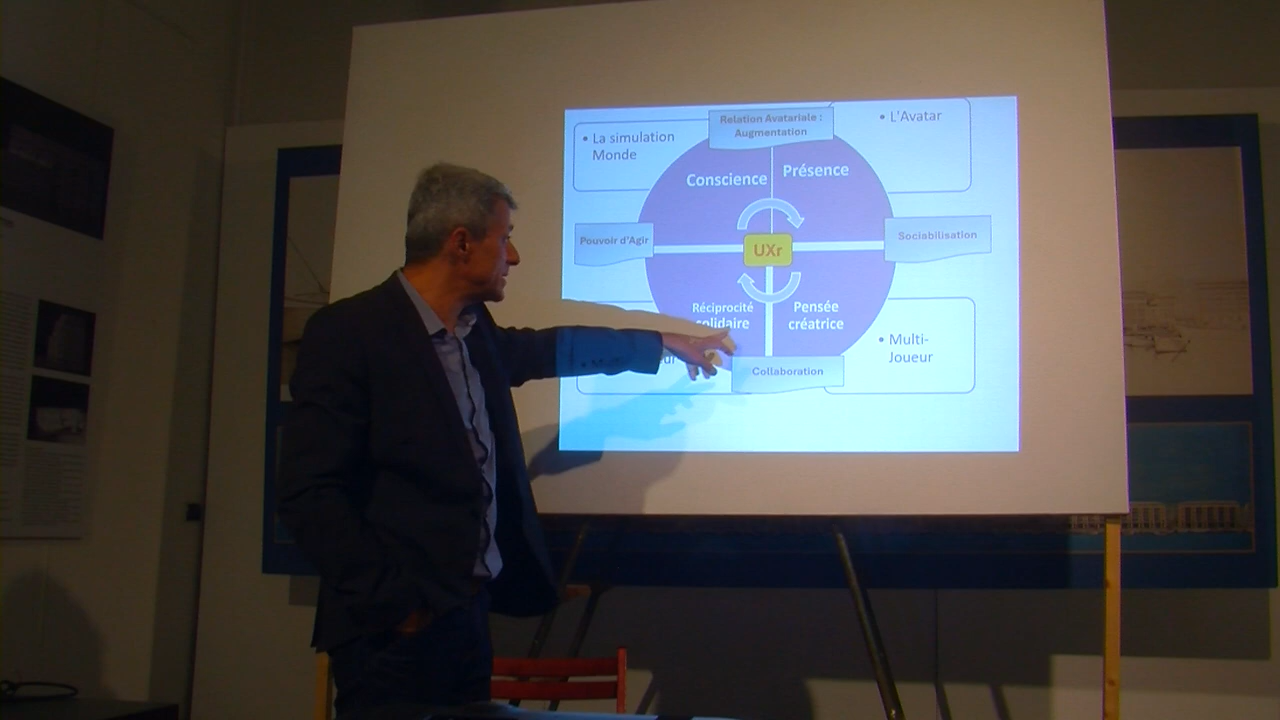 Relation Avatariale :
Augmentation
• La simulation
Monde
• L'Avatar
Conscience
Présence
Pouvoir d'Agir
UXr
Sociabilisation
Réciprocité
solidaire
Pensée
créatrice
• Multi-
Joueur
Collaboration